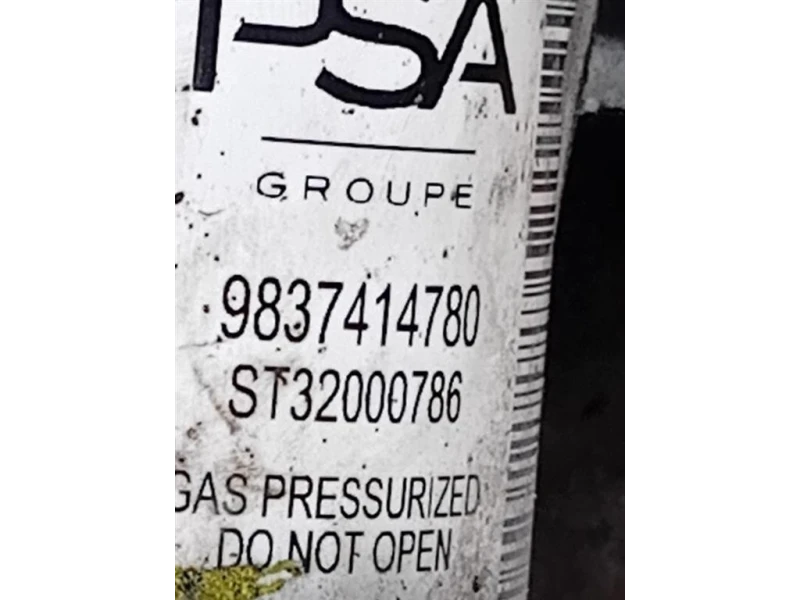 PSA
GROUPE
9837414780
ST32000786
GAS PRESSURIZED
DO NOT OPEN